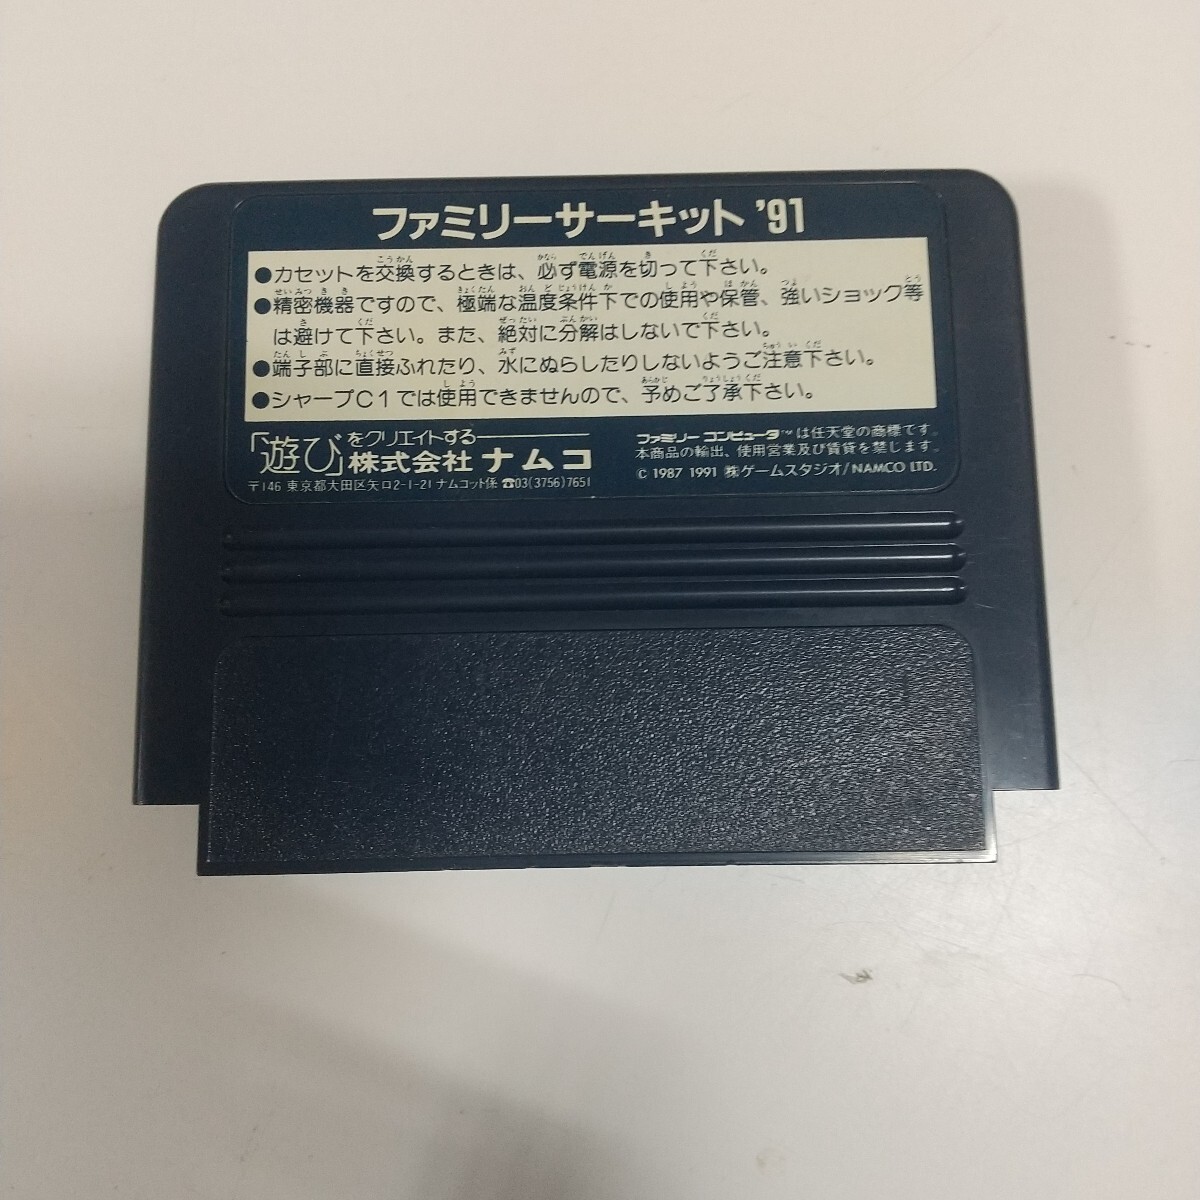 ファミリーサーキット '91
●カセットを交換するときは、必ず電源を切って下さい。
●精密機器ですので、極端な温度条件下での使用や保管、強いショック等
は避けて下さい。また、絶対に分解はしないで下さい。
●端子部に直接ふれたり、水にぬらしたりしないようご注意下さい。
●シャープC1では使用できませんので、予めご了承下さい。
「遊び」をクリエイトする
株式会社 ナムコ
〒146 東京都大田区矢口2-1-21 ナムコット係 ☎03(3756)7651
ファミリー コンピュータ™は任天堂の商標です。
本商品の輸出、使用営業及び賃貸を禁じます。
© 1987 1991 ㈱ゲームスタジオ/NAMCO LTD.